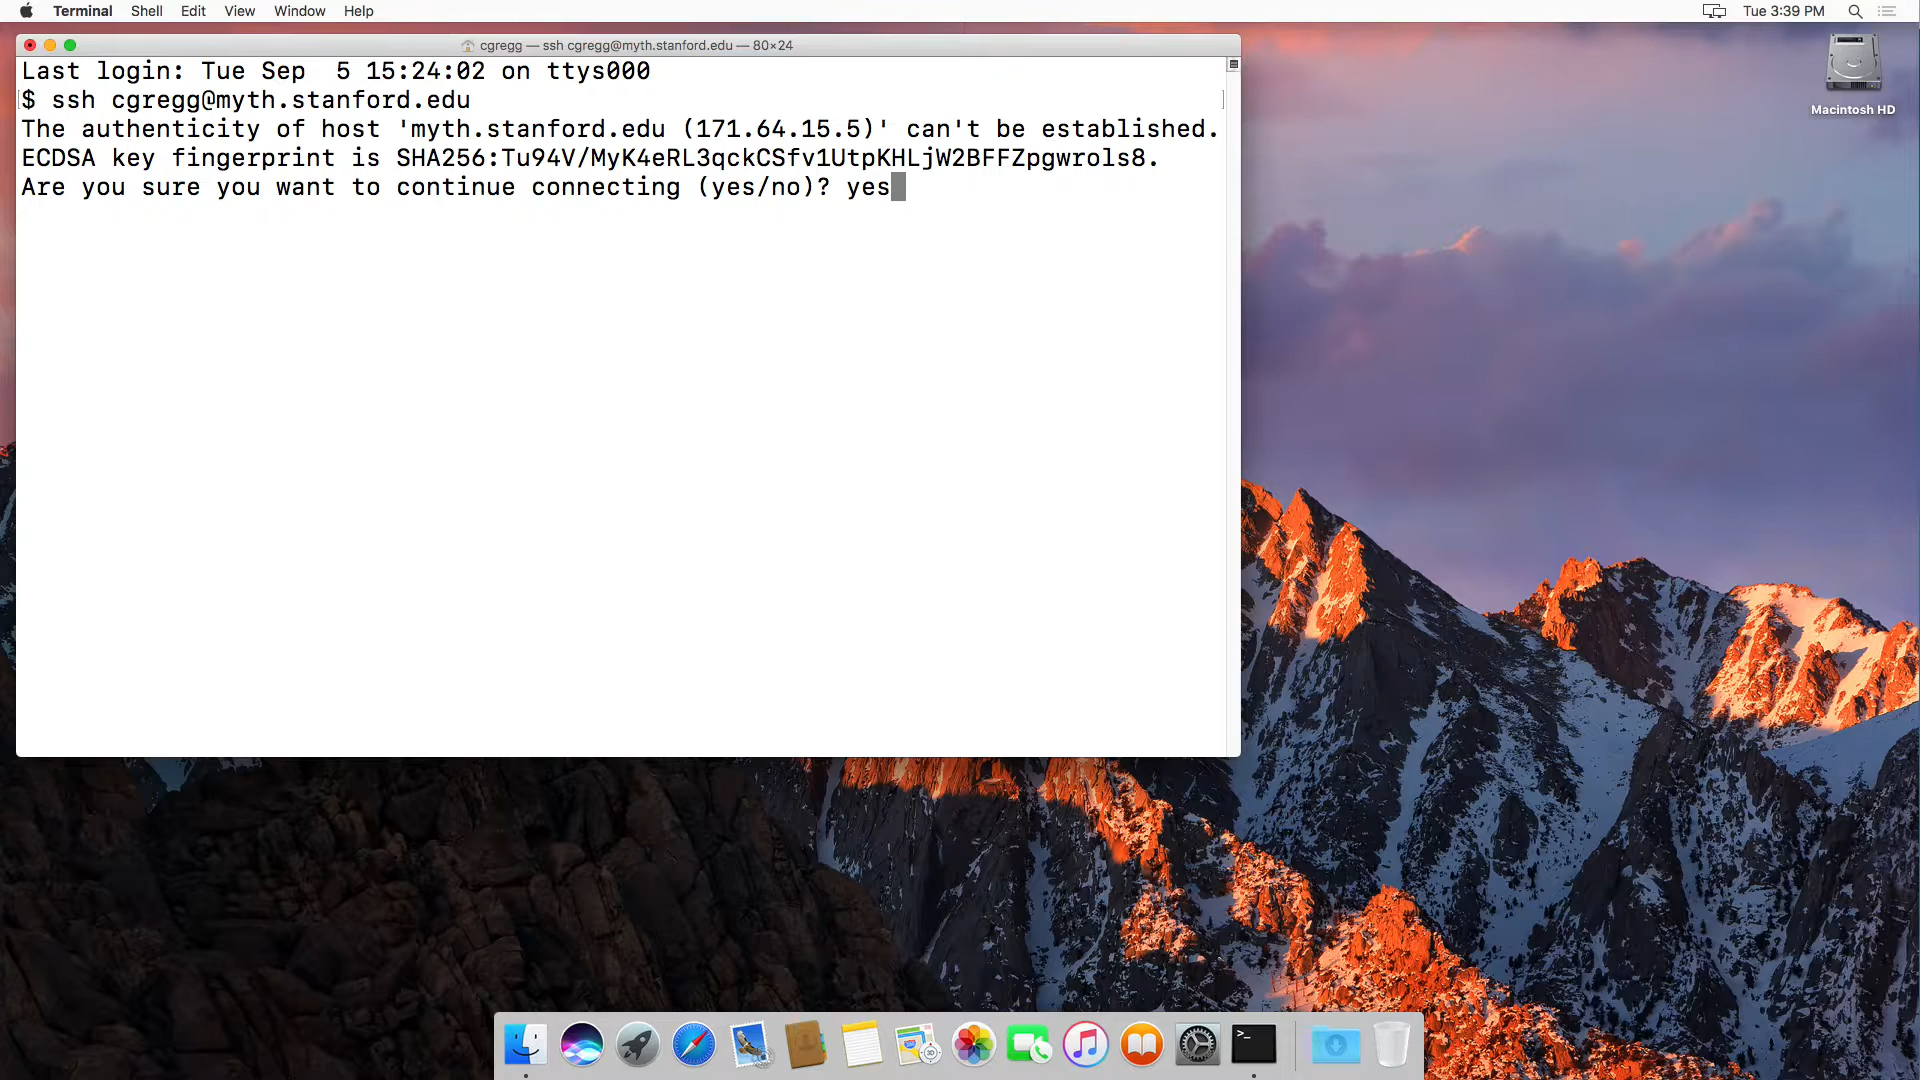 Terminal Shell Edit View Window Help Tue 3:39 PM
cgregg — ssh cgregg@myth.stanford.edu — 80×24
Macintosh HD
Last login: Tue Sep  5 15:24:02 on ttys000
[$ ssh cgregg@myth.stanford.edu ]
The authenticity of host 'myth.stanford.edu (171.64.15.5)' can't be established.
ECDSA key fingerprint is SHA256:Tu94V/MyK4eRL3qckCSfv1UtpKHLjW2BFFZpgwrols8.
Are you sure you want to continue connecting (yes/no)? yes